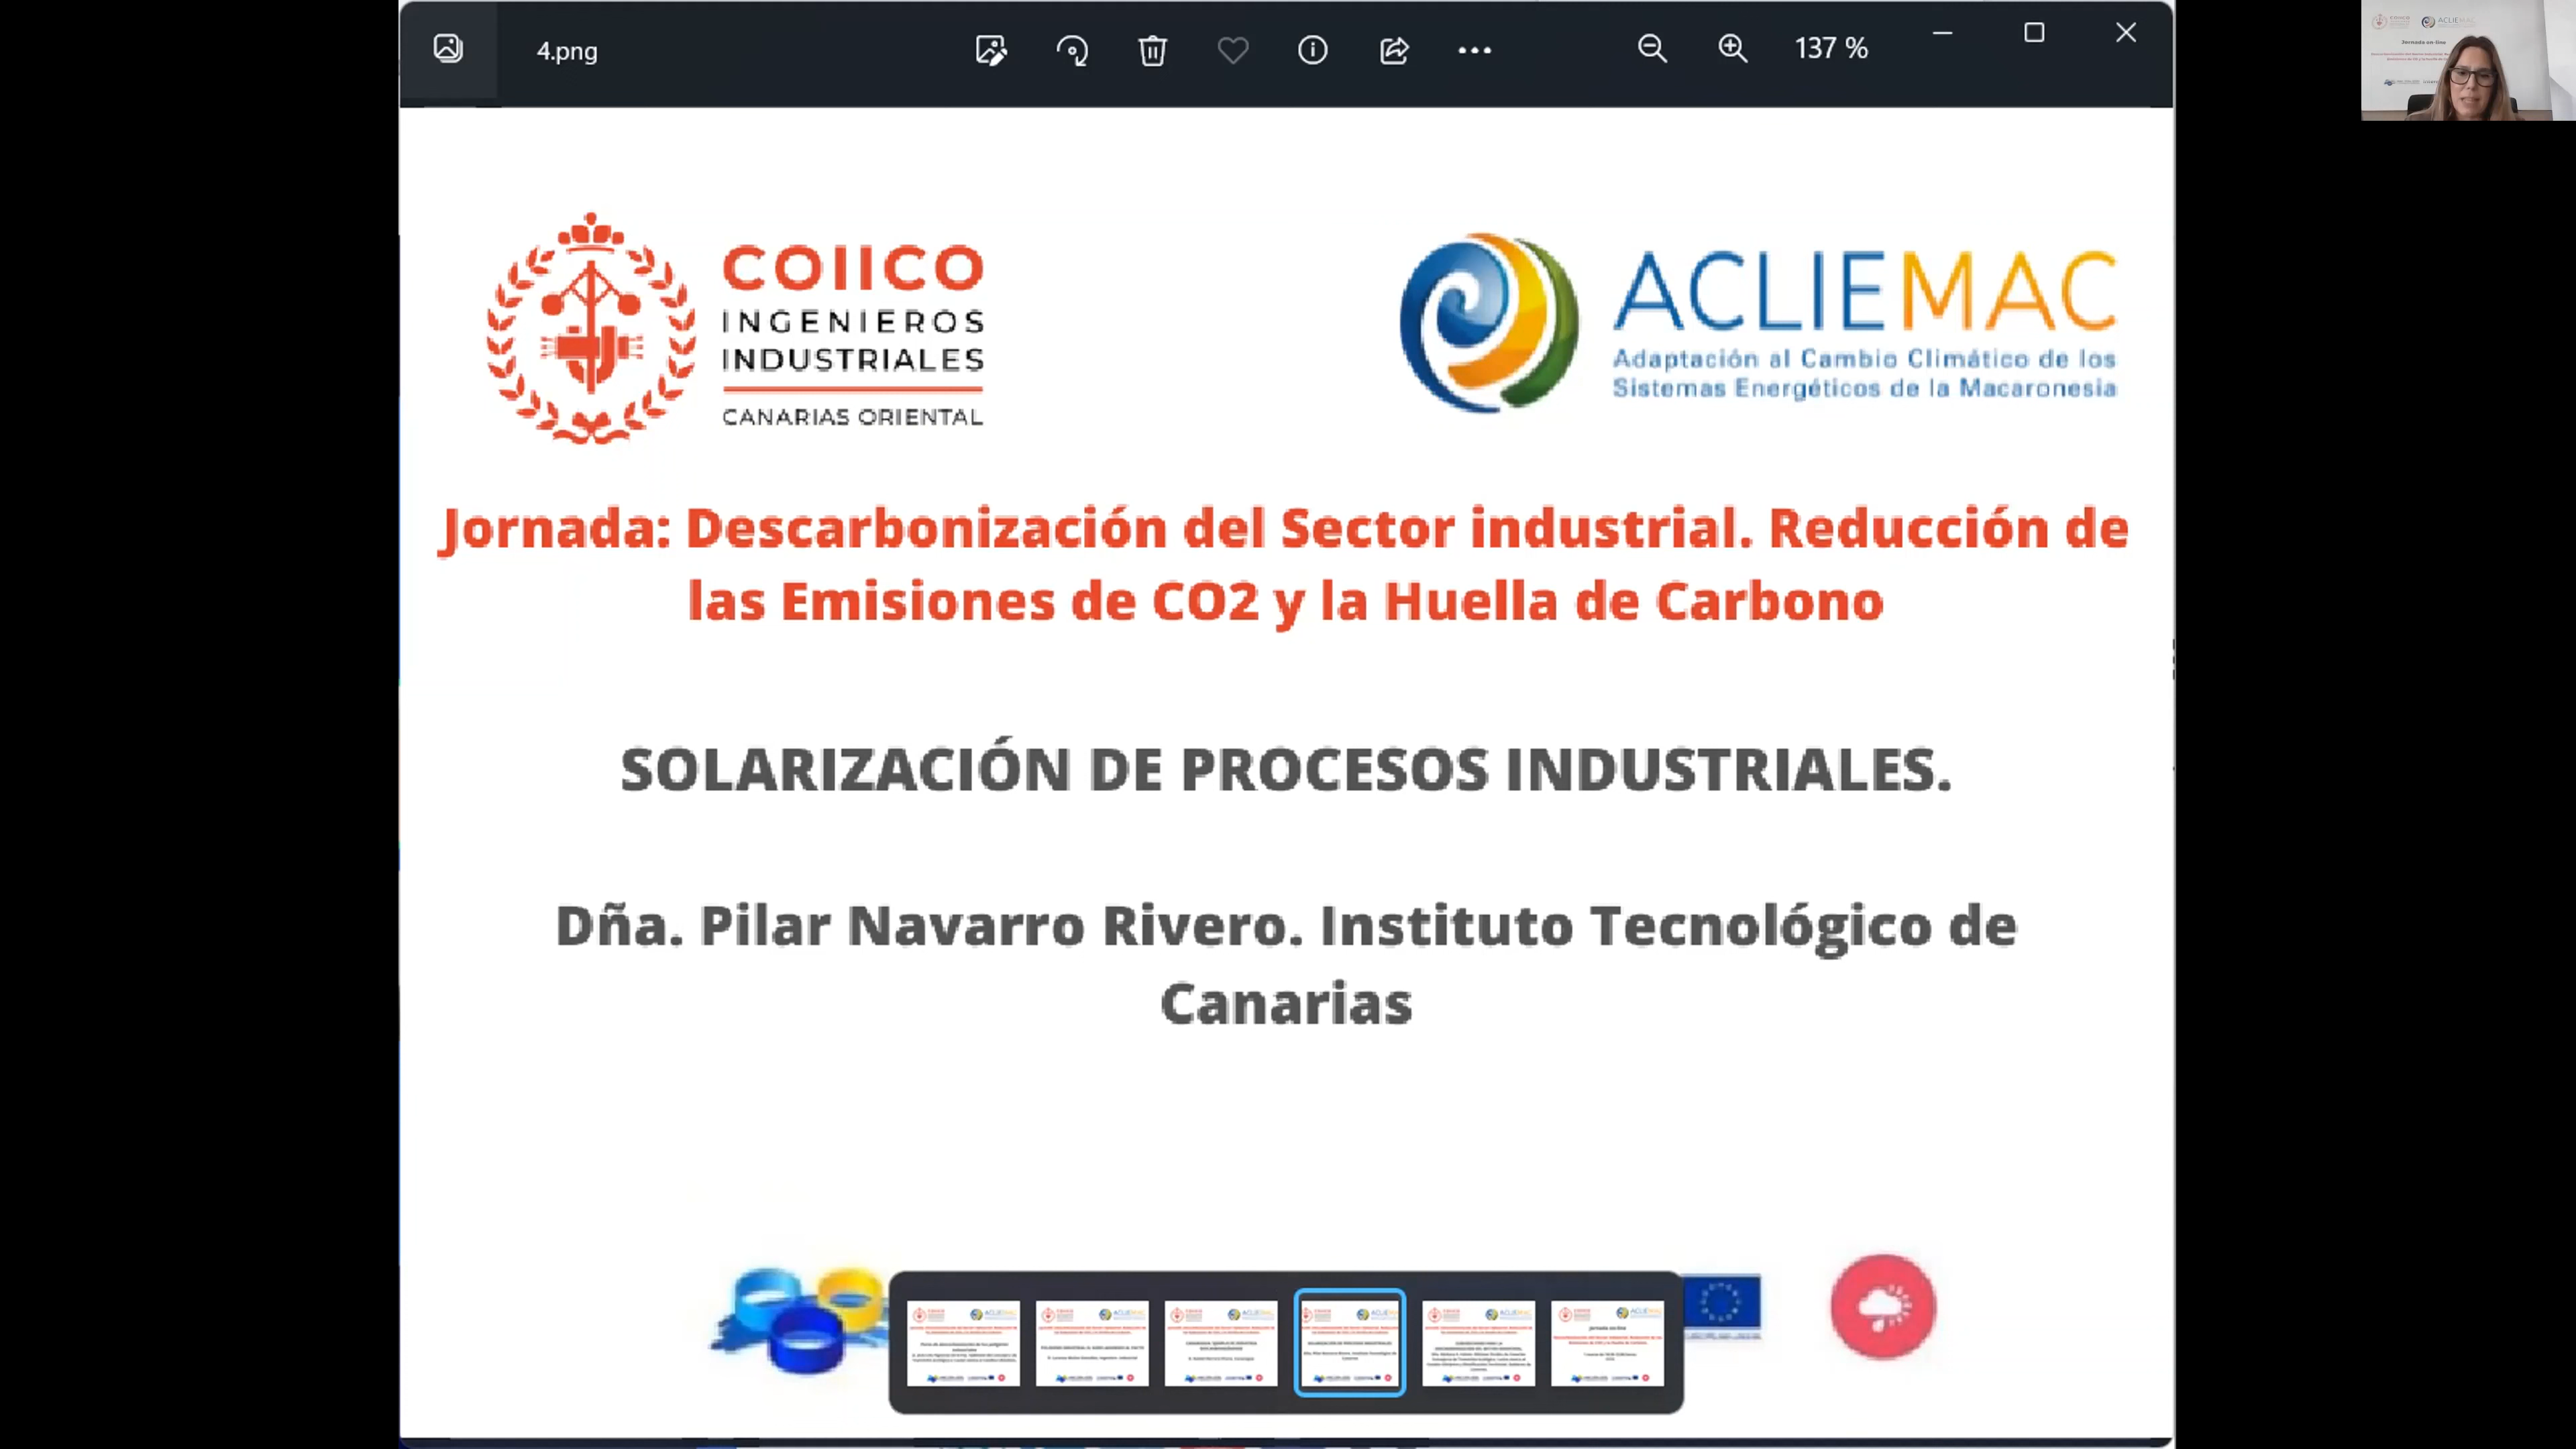 4.png
137 %
COIICO
INGENIEROS
INDUSTRIALES
CANARIAS ORIENTAL
ACLIEMAC
Adaptación al Cambio Climático de los
Sistemas Energéticos de la Macaronesia
Jornada: Descarbonización del Sector industrial. Reducción de
las Emisiones de CO2 y la Huella de Carbono
SOLARIZACIÓN DE PROCESOS INDUSTRIALES.
Dña. Pilar Navarro Rivero. Instituto Tecnológico de
Canarias